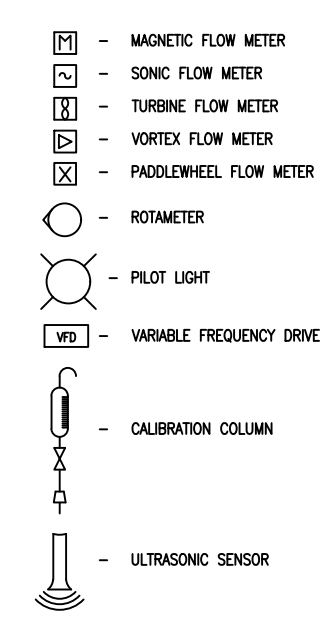 M - MAGNETIC FLOW METER
~ - SONIC FLOW METER
- TURBINE FLOW METER
- VORTEX FLOW METER
X - PADDLEWHEEL FLOW METER
- ROTAMETER
- PILOT LIGHT
VFD - VARIABLE FREQUENCY DRIVE
- CALIBRATION COLUMN
- ULTRASONIC SENSOR